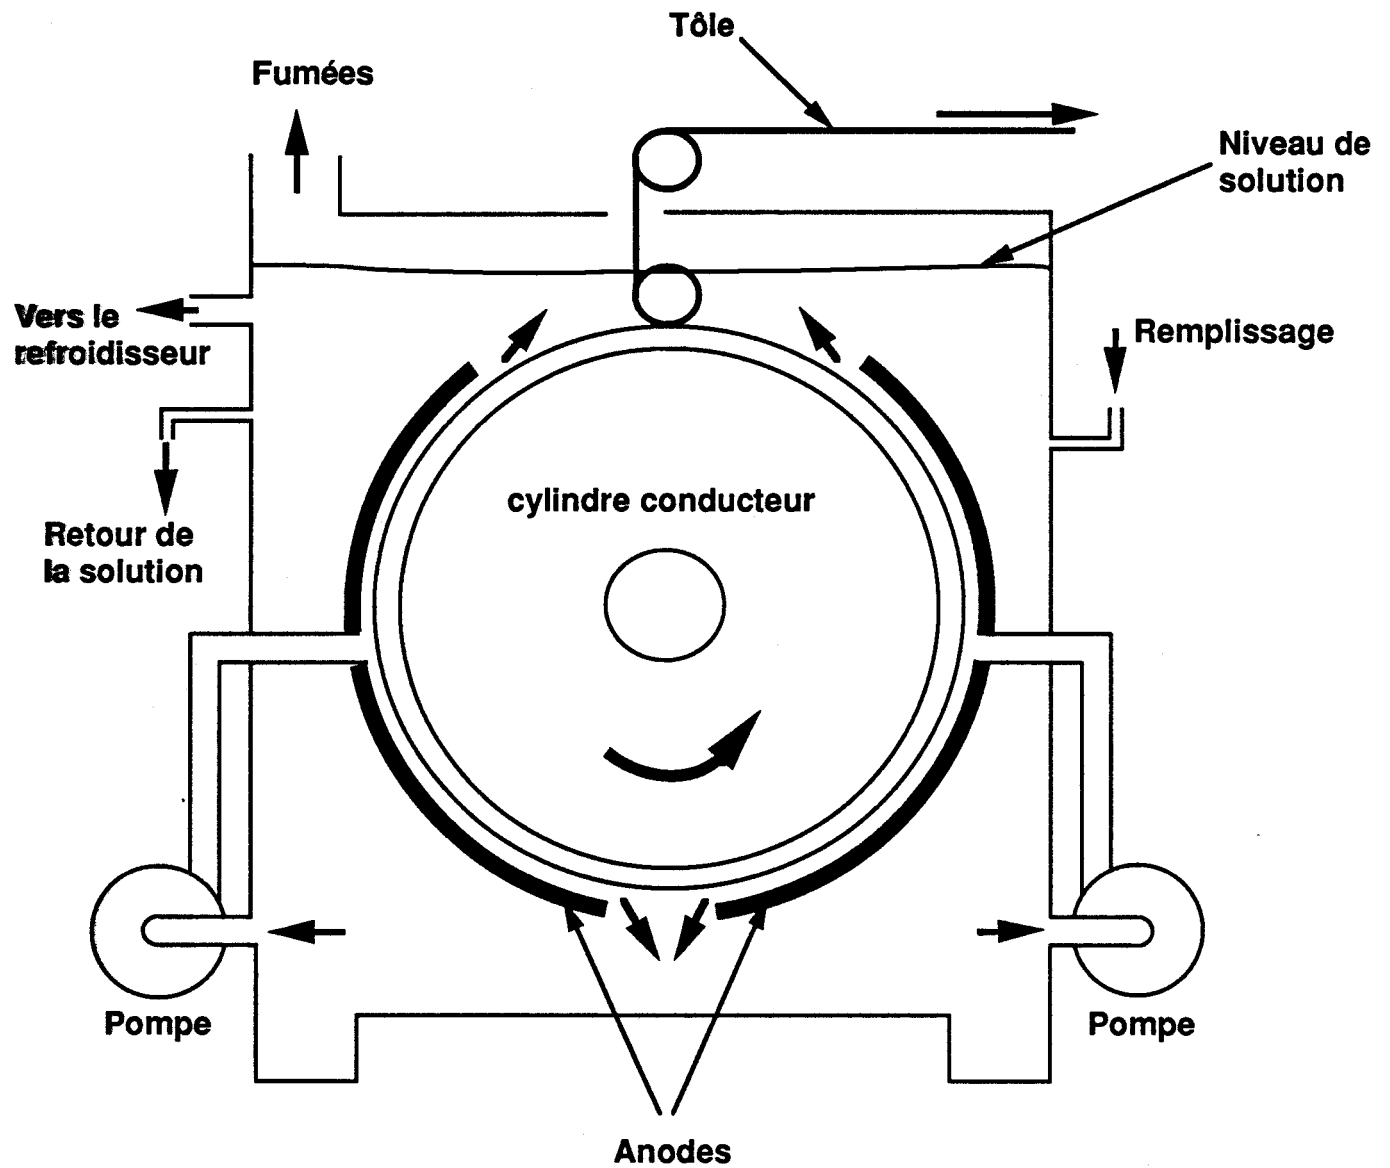 Tôle
Fumées
Niveau de
solution
Vers le
refroidisseur
Remplissage
cylindre conducteur
Retour de
la solution
Pompe
Pompe
Anodes